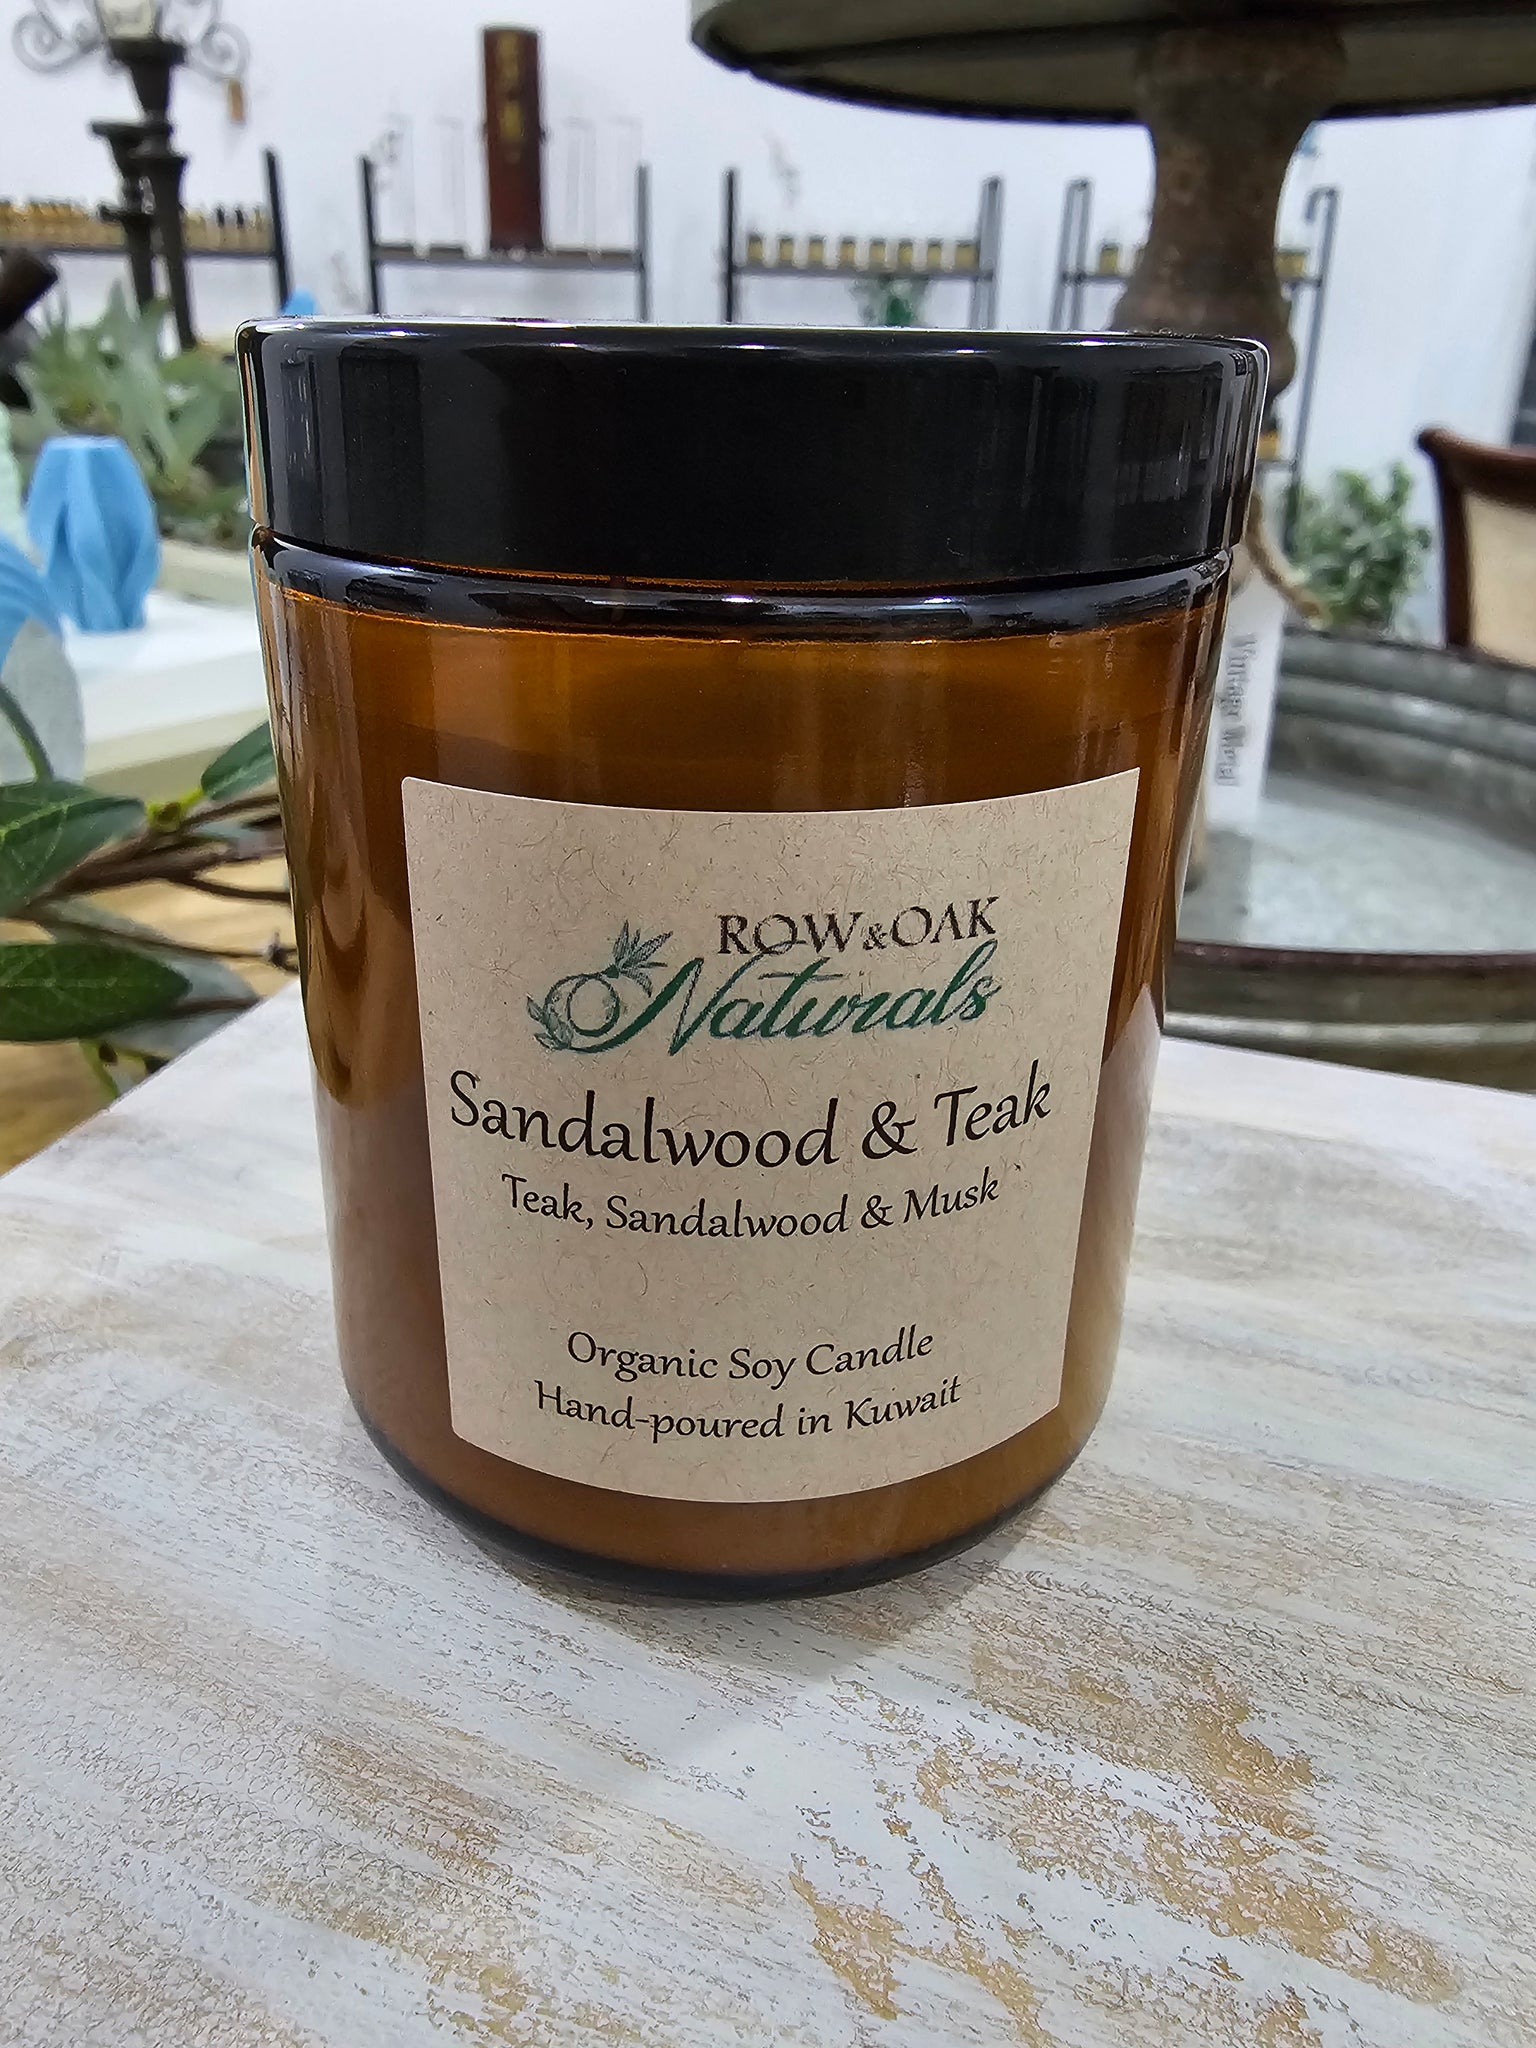 ROW & OAK
Naturals
Sandalwood & Teak
Teak, Sandalwood & Musk
Organic Soy Candle
Hand-poured in Kuwait